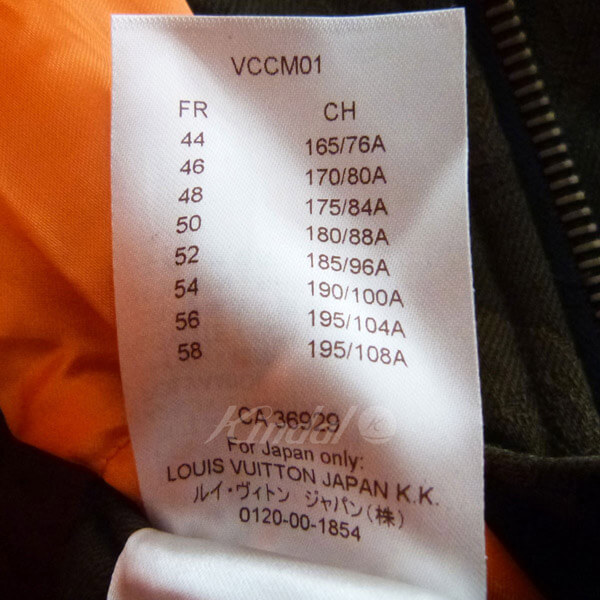 VCCM01
FR CH
44 165/76A
46 170/80A
48 175/84A
50 180/88A
52 185/96A
54 190/100A
56 195/104A
58 195/108A
CA 36929
Kindal
For Japan only:
LOUIS VUITTON JAPAN K.K.
ルイ・ヴィトン ジャパン(株)
0120-00-1854